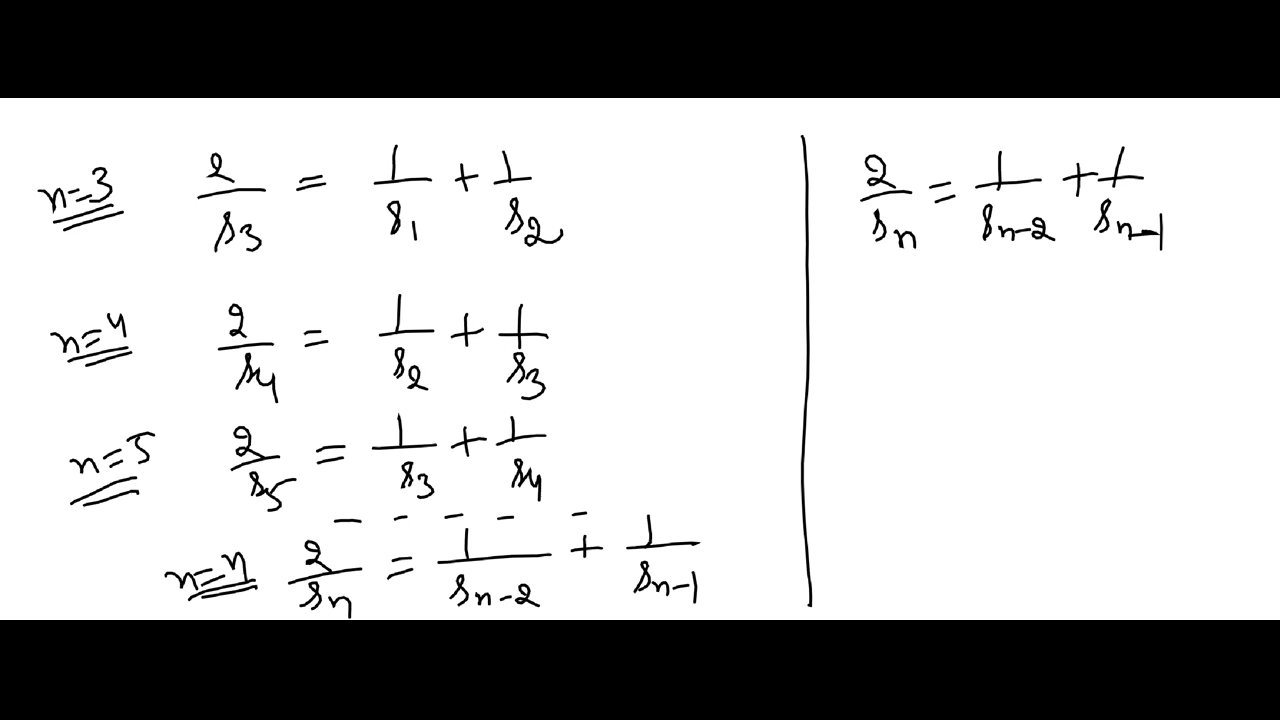 n=3 2/s3 = 1/s1 + 1/s2
n=4 2/s4 = 1/s2 + 1/s3
n=5 2/s5 = 1/s3 + 1/s4
- - - - -
n=n 2/sn = 1/sn-2 + 1/sn-1
2/sn = 1/sn-2 + 1/sn-1